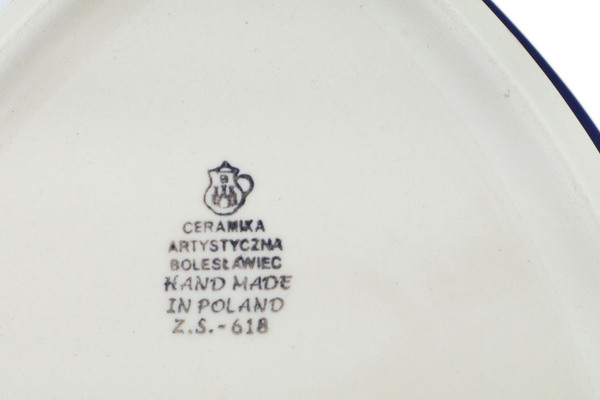 CERAMIKA
ARTYSTYCZNA
BOLESŁAWIEC
HAND MADE
IN POLAND
Z.S.-618